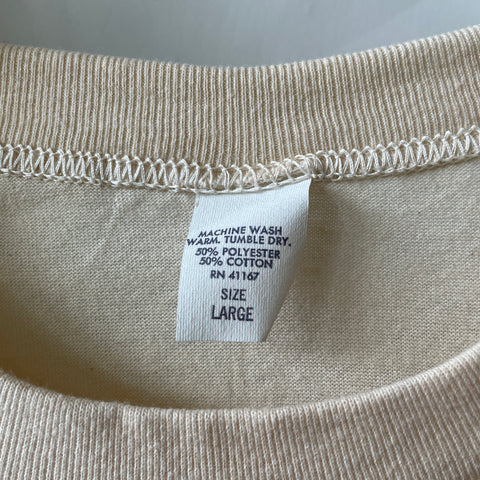 MACHINE WASH
WARM. TUMBLE DRY.
50% POLYESTER
50% COTTON
RN 41167
SIZE
LARGE